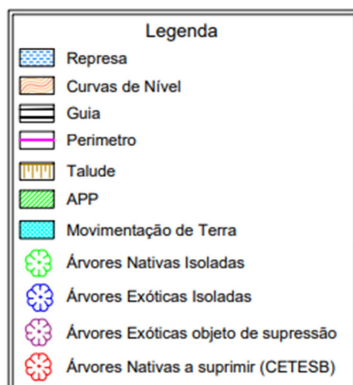 Legenda
Represa
Curvas de Nível
Guia
Perimetro
Talude
APP
Movimentação de Terra
Árvores Nativas Isoladas
Árvores Exóticas Isoladas
Árvores Exóticas objeto de supressão
Árvores Nativas a suprimir (CETESB)